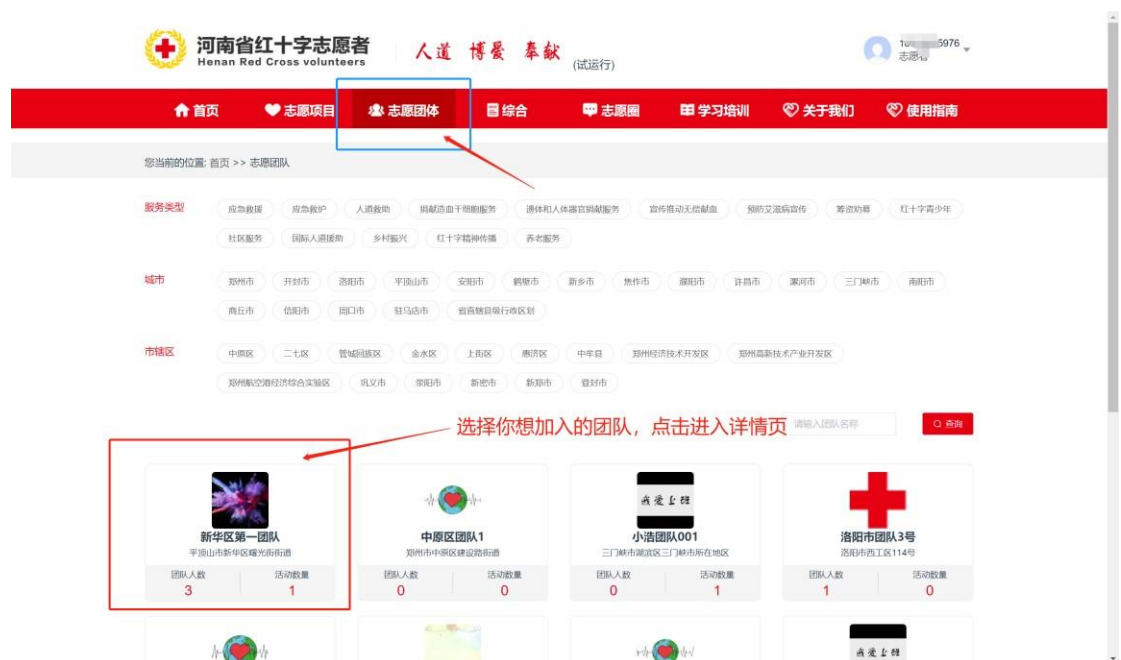 河南省红十字志愿者
Henan Red Cross volunteers
人道 博爱 奉献
(试运行)
5976
志愿者
首页 志愿项目 志愿团体 综合 志愿圈 学习培训 关于我们 使用指南
您当前的位置: 首页 >> 志愿团队
服务类型 应急救援 应急救护 人道救助 捐献造血干细胞服务 遗体和人体器官捐献服务 宣传推动无偿献血 预防艾滋病宣传 筹资劝募 红十字青少年
社区服务 国际人道援助 乡村振兴 红十字精神传播 养老服务
城市 郑州市 开封市 洛阳市 平顶山市 安阳市 鹤壁市 新乡市 焦作市 濮阳市 许昌市 漯河市 三门峡市 南阳市
商丘市 信阳市 周口市 驻马店市 省直辖县级行政区划
市辖区 中原区 二七区 管城回族区 金水区 上街区 惠济区 中牟县 郑州经济技术开发区 郑州高新技术产业开发区
郑州航空港经济综合实验区 巩义市 荥阳市 新密市 新郑市 登封市
选择你想加入的团队，点击进入详情页 请输入团队名称 查询
我爱上班
新华区第一团队 中原区团队1 小浩团队001 洛阳市团队3号
平顶山市新华区曙光街街道 郑州市中原区建设路街道 三门峡市湖滨区三门峡市所在地区 洛阳市西工区114号
团队人数 活动数量 团队人数 活动数量 团队人数 活动数量 团队人数 活动数量
3 1 0 0 0 1 1 0
我爱上班